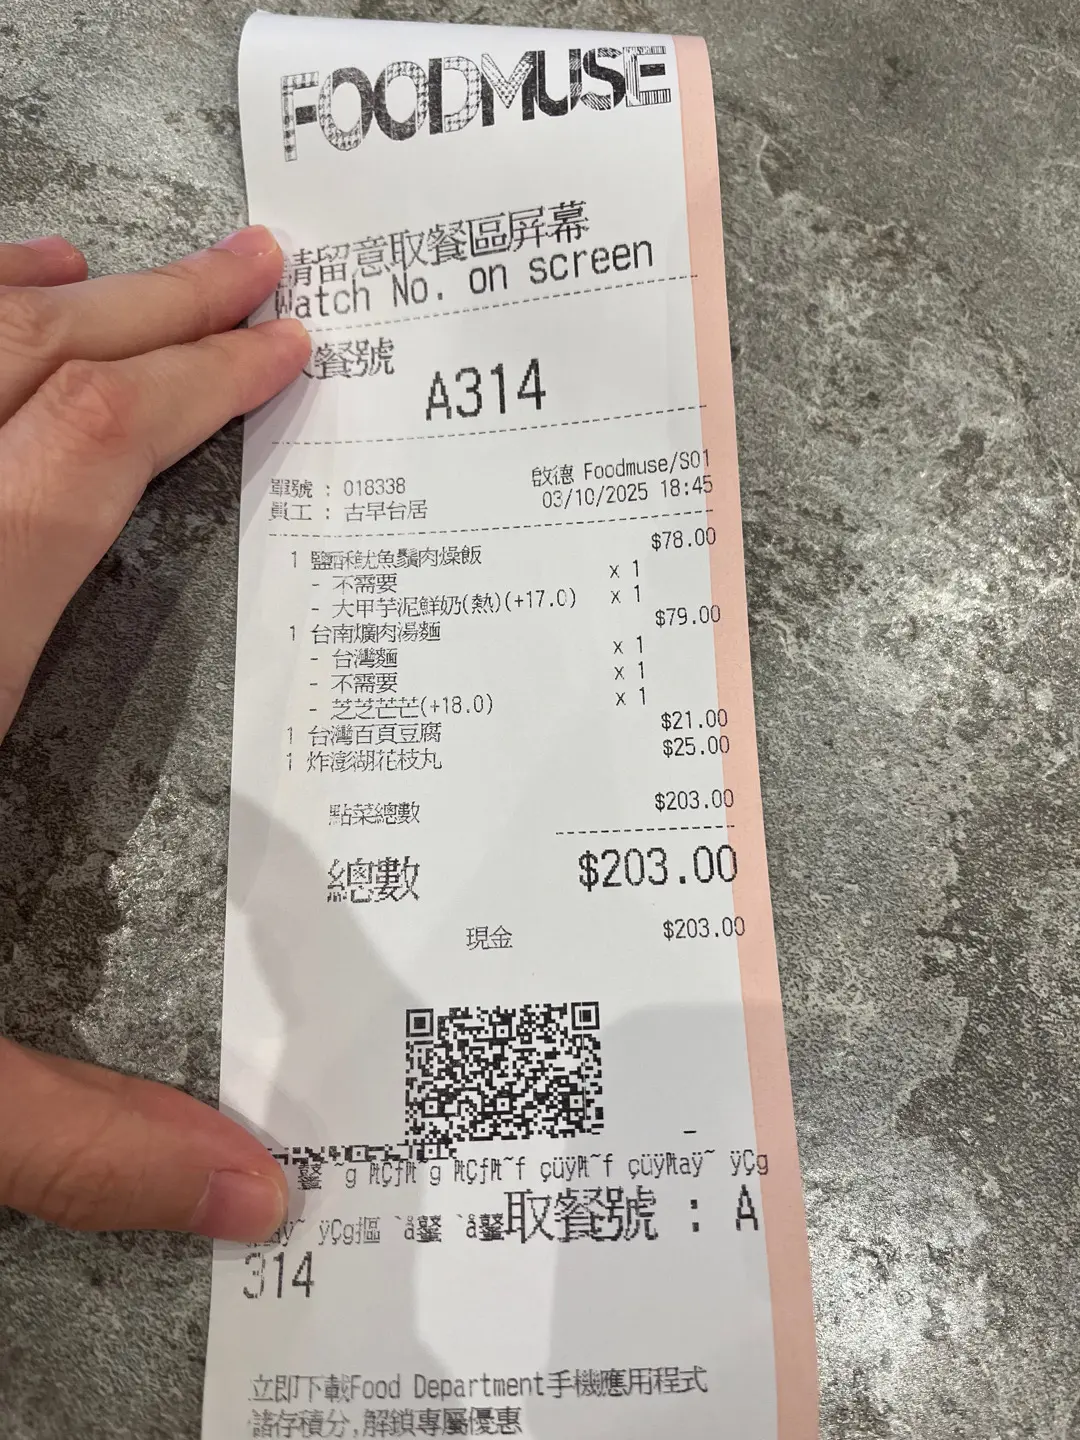 FOODMUSE
請留意取餐區屏幕
Watch No. on screen
餐號
A314
單號 : 018338
啟德 Foodmuse/S01
員工 : 古早台居
03/10/2025 18:45
1 鹽酥魷魚鬚肉燥飯 $78.00
- 不需要 x 1
- 大甲芋泥鮮奶(熱)(+17.0) x 1
1 台南爌肉湯麵 $79.00
- 台灣麵 x 1
- 不需要 x 1
- 芝芝芒芒(+18.0) x 1
1 台灣百頁豆腐 $21.00
1 炸澎湖花枝丸 $25.00
點菜總數 $203.00
總數 $203.00
現金 $203.00
取餐號 : A
314
立即下載Food Department手機應用程式
儲存積分,解鎖專屬優惠